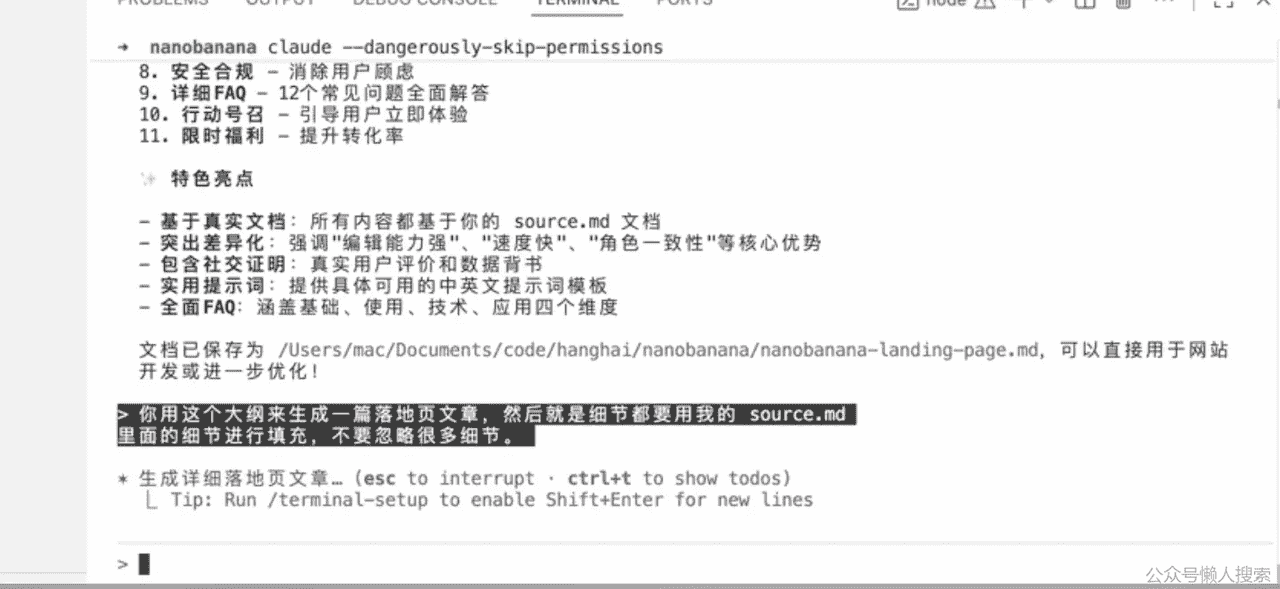 PROBLEMS OUTPUT DEBUG CONSOLE TERMINAL PORTS node
→ nanobanana claude --dangerously-skip-permissions
8. 安全合规 - 消除用户顾虑
9. 详细FAQ - 12个常见问题全面解答
10. 行动号召 - 引导用户立即体验
11. 限时福利 - 提升转化率
✨ 特色亮点
- 基于真实文档: 所有内容都基于你的 source.md 文档
- 突出差异化: 强调"编辑能力强"、"速度快"、"角色一致性"等核心优势
- 包含社交证明: 真实用户评价和数据背书
- 实用提示词: 提供具体可用的中英文提示词模板
- 全面FAQ: 涵盖基础、使用、技术、应用四个维度
文档已保存为 /Users/mac/Documents/code/hanghai/nanobanana/nanobanana-landing-page.md, 可以直接用于网站
开发或进一步优化!
> 你用这个大纲来生成一篇落地页文章, 然后就是细节都要用我的 source.md
里面的细节进行填充, 不要忽略很多细节。
* 生成详细落地页文章… (esc to interrupt · ctrl+t to show todos)
⎿ Tip: Run /terminal-setup to enable Shift+Enter for new lines
>
公众号懒人搜索